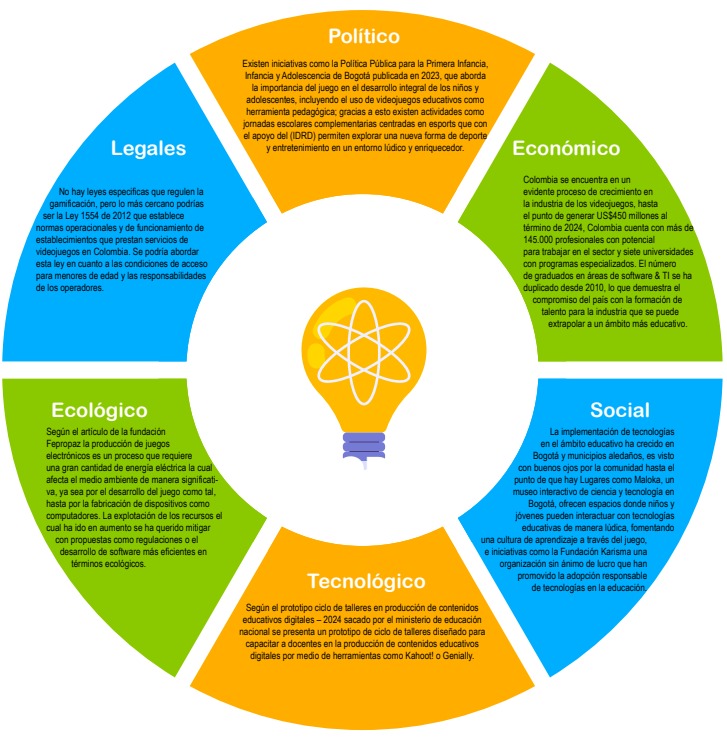 Político
Existen iniciativas como la Política Pública para la Primera Infancia,
Infancia y Adolescencia de Bogotá publicada en 2023, que aborda
la importancia del juego en el desarrollo integral de los niños y
adolescentes, incluyendo el uso de videojuegos educativos como
herramienta pedagógica; gracias a esto existen actividades como
jornadas escolares complementarias centradas en esports que con
el apoyo del (IDRD) permiten explorar una nueva forma de deporte
y entretenimiento en un entorno lúdico y enriquecedor.
Económico
Colombia se encuentra en un
evidente proceso de crecimiento en
la industria de los videojuegos, hasta
el punto de generar US$450 millones al
término de 2024, Colombia cuenta con más de
145.000 profesionales con potencial
para trabajar en el sector y siete universidades
con programas especializados. El número
de graduados en áreas de software & TI se ha
duplicado desde 2010, lo que demuestra el
compromiso del país con la formación de
talento para la industria que se puede
extrapolar a un ámbito más educativo.
Social
La implementación de tecnologías
en el ámbito educativo ha crecido en
Bogotá y municipios aledaños, es visto
con buenos ojos por la comunidad hasta el
punto de que hay Lugares como Maloka, un
museo interactivo de ciencia y tecnología en
Bogotá, ofrecen espacios donde niños y
jóvenes pueden interactuar con tecnologías
educativas de manera lúdica, fomentando
una cultura de aprendizaje a través del juego,
e iniciativas como la Fundación Karisma una
organización sin ánimo de lucro que han
promovido la adopción responsable
de tecnologías en la educación.
Tecnológico
Según el prototipo ciclo de talleres en producción de contenidos
educativos digitales – 2024 sacado por el ministerio de educación
nacional se presenta un prototipo de ciclo de talleres diseñado para
capacitar a docentes en la producción de contenidos educativos
digitales por medio de herramientas como Kahoot! o Genially.
Ecológico
Según el artículo de la fundación
Fepropaz la producción de juegos
electrónicos es un proceso que requiere
una gran cantidad de energía eléctrica la cual
afecta el medio ambiente de manera significati-
va, ya sea por el desarrollo del juego como tal,
hasta por la fabricación de dispositivos como
computadores. La explotación de los recursos el
cual ha ido en aumento se ha querido mitigar
con propuestas como regulaciones o el
desarrollo de software más eficientes en
términos ecológicos.
Legales
No hay leyes específicas que regulen la
gamificación, pero lo más cercano podrías
ser la Ley 1554 de 2012 que establece
normas operacionales y de funcionamiento de
establecimientos que prestan servicios de
videojuegos en Colombia. Se podría abordar
esta ley en cuanto a las condiciones de acceso
para menores de edad y las responsabilidades
de los operadores.